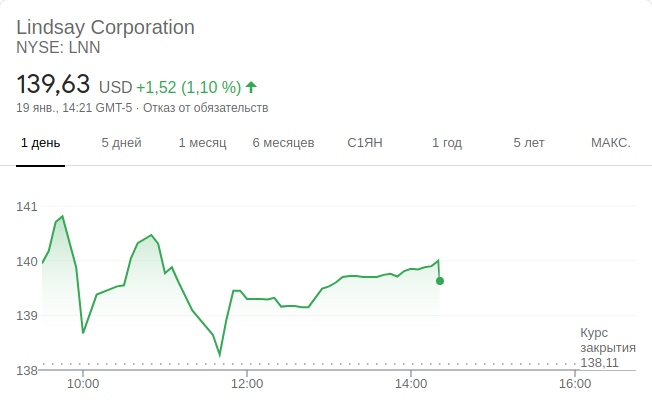 Lindsay Corporation
NYSE: LNN
139,63 USD +1,52 (1,10 %)
19 янв., 14:21 GMT-5 · Отказ от обязательств
1 день 5 дней 1 месяц 6 месяцев С1ЯН 1 год 5 лет МАКС.
141
140
139
138
Курс
закрытия
138,11
10:00 12:00 14:00 16:00